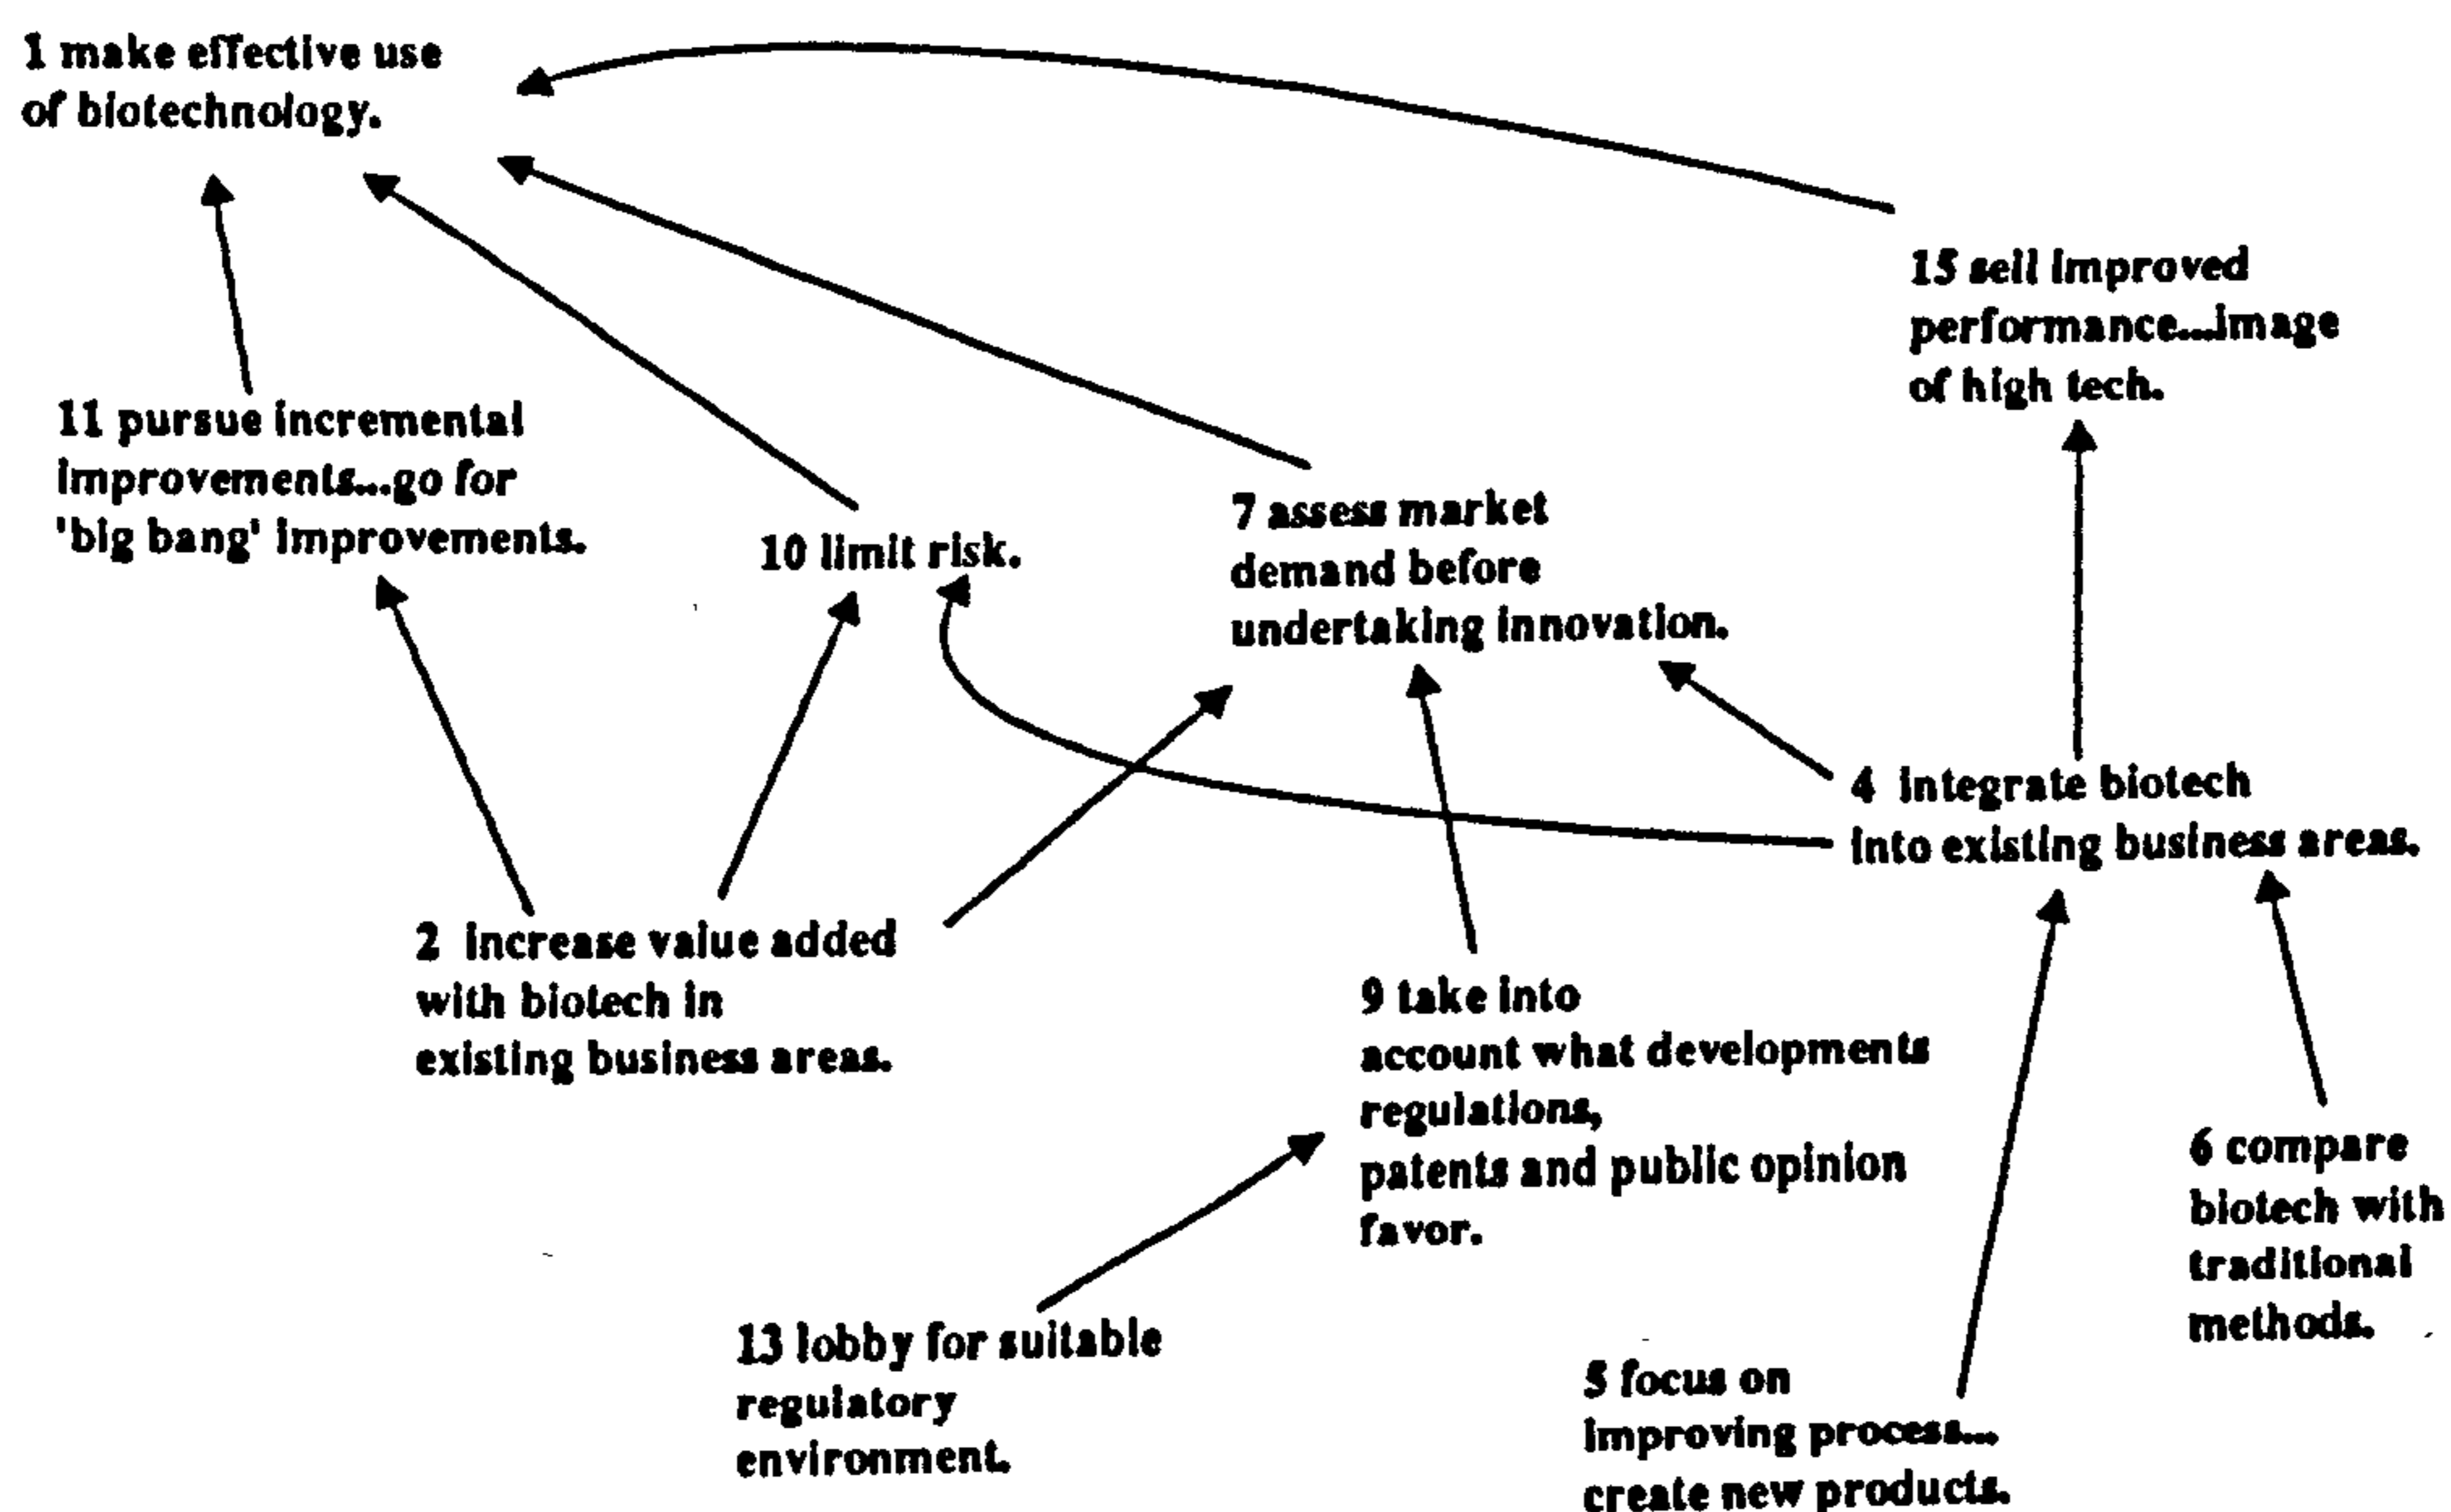 1 make effective use
of biotechnology.
15 sell improved
performance...image
of high tech.
11 pursue incremental
improvements...go for
'big bang' improvements.
10 limit risk.
7 assess market
demand before
undertaking innovation.
4 integrate biotech
into existing business areas.
2 increase value added
with biotech in
existing business areas.
9 take into
account what developments
regulations,
patents and public opinion
favor.
6 compare
biotech with
traditional
methods.
13 lobby for suitable
regulatory
environment.
5 focus on
improving process...
create new products.